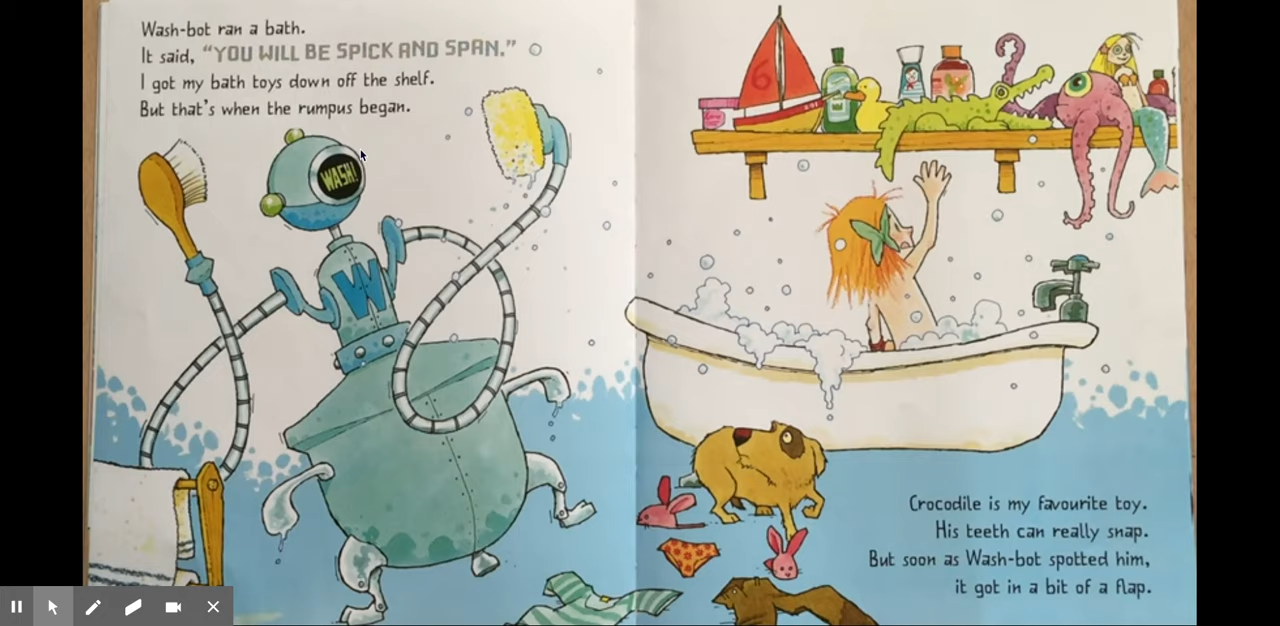 Wash-bot ran a bath.
It said, "YOU WILL BE SPICK AND SPAN."
I got my bath toys down off the shelf.
But that's when the rumpus began.
WASH!
W
6
Crocodile is my favourite toy.
His teeth can really snap.
But soon as Wash-bot spotted him,
it got in a bit of a flap.